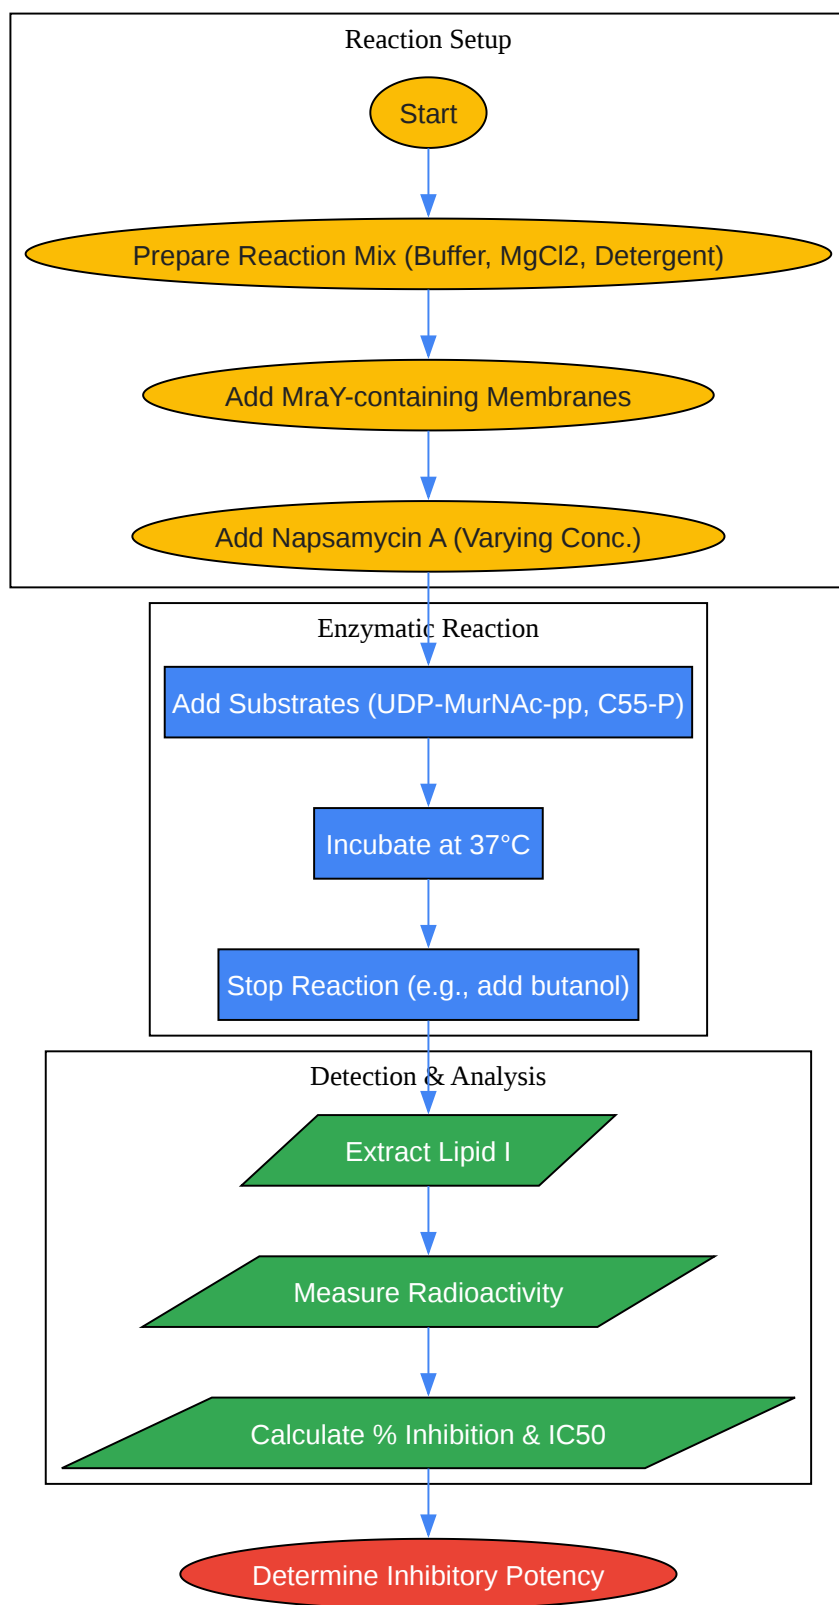 Reaction Setup
Start
Prepare Reaction Mix (Buffer, MgCl2, Detergent)
Add MraY-containing Membranes
Add Napsamycin A (Varying Conc.)
Enzymatic Reaction
Add Substrates (UDP-MurNAc-pp, C55-P)
Incubate at 37°C
Stop Reaction (e.g., add butanol)
Detection & Analysis
Extract Lipid I
Measure Radioactivity
Calculate % Inhibition & IC50
Determine Inhibitory Potency